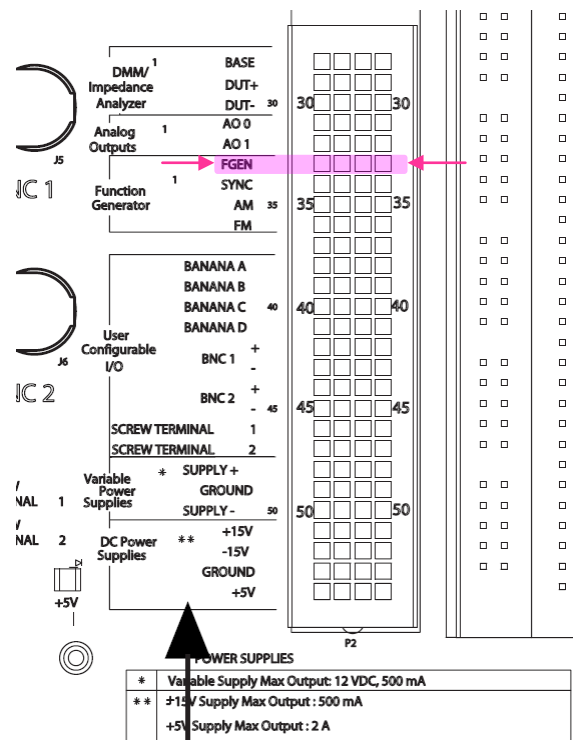 DMM/ 1
Impedance
Analyzer
J5
NC 1
BASE
DUT+
DUT- 30 30 30
Analog 1
Outputs
AO 0
AO 1
Function 1
Generator
FGEN
SYNC
AM 35 35 35
FM
J6
NC 2
User
Configurable
I/O
BANANA A
BANANA B
BANANA C 40 40 40
BANANA D
BNC 1 +
-
BNC 2 +
- 45 45 45
SCREW TERMINAL 1
SCREW TERMINAL 2
NAL 1
NAL 2
+5V
Variable *
Power
Supplies
SUPPLY +
GROUND
SUPPLY - 50 50 50
DC Power **
Supplies
+15V
-15V
GROUND
+5V
P2
POWER SUPPLIES
* Variable Supply Max Output: 12 VDC, 500 mA
** ±15V Supply Max Output : 500 mA
+5V Supply Max Output : 2 A